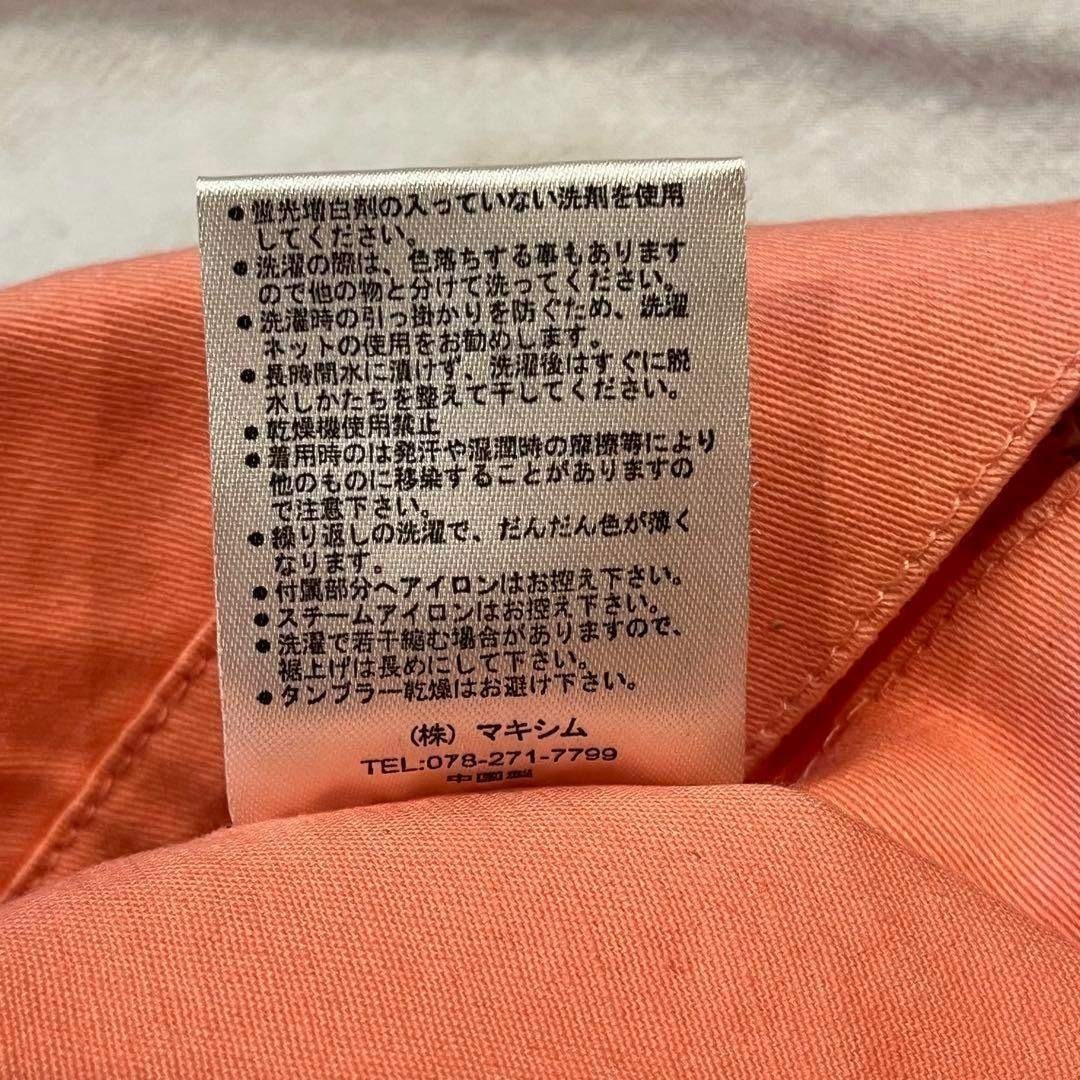 ●蛍光増白剤の入っていない洗剤を使用
してください。
●洗濯の際は、色落ちする事もあります
ので他の物と分けて洗ってください。
●洗濯時の引っ掛かりを防ぐため、洗濯
ネットの使用をお勧めします。
●長時間水に漬けず、洗濯後はすぐに脱
水しかたちを整えて干してください。
●乾燥機使用禁止
●着用時のは発汗や湿潤時の摩擦等により
他のものに移染することがありますの
で注意下さい。
●繰り返しの洗濯で、だんだん色が薄く
なります。
●付属部分へアイロンはお控え下さい。
●スチームアイロンはお控え下さい。
●洗濯で若干縮む場合がありますので、
裾上げは長めにして下さい。
●タンブラー乾燥はお避け下さい。
(株) マキシム
TEL:078-271-7799
中国製